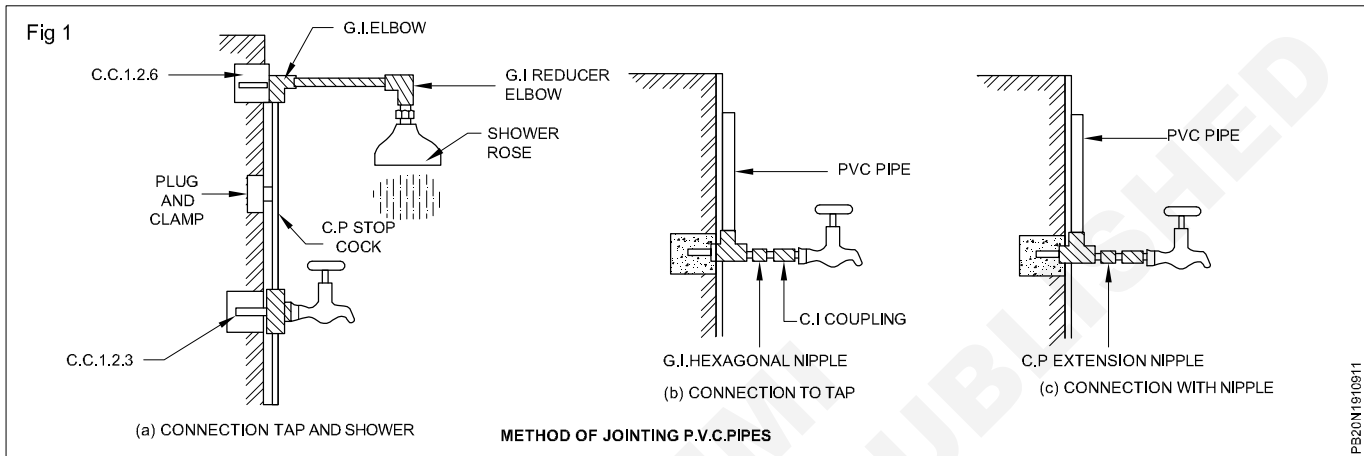 Fig 1
G.I.ELBOW
C.C.1.2.6
G.I REDUCER
ELBOW
SHOWER
ROSE
PLUG
AND
CLAMP
C.P STOP
COCK
C.C.1.2.3
(a) CONNECTION TAP AND SHOWER
PVC PIPE
C.I COUPLING
G.I.HEXAGONAL NIPPLE
(b) CONNECTION TO TAP
PVC PIPE
C.P EXTENSION NIPPLE
(c) CONNECTION WITH NIPPLE
METHOD OF JOINTING P.V.C.PIPES
PB20N1910911
UBLISHED